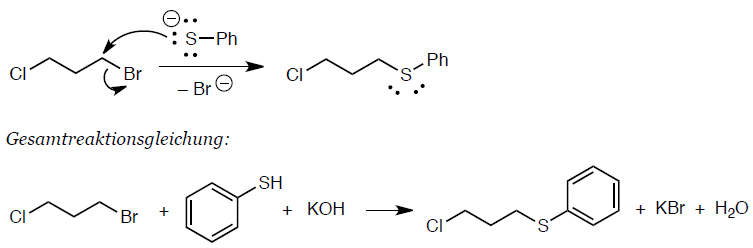 Cl Br S Ph – Br⊖ Cl S Ph
Gesamtreaktionsgleichung:
Cl Br + SH + KOH Cl S + KBr + H₂O